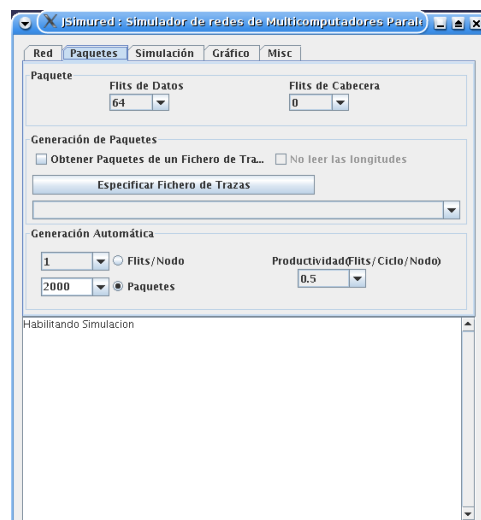 JSimured : Simulador de redes de Multicomputadores Parale
Red Paquetes Simulación Gráfico Misc
Paquete
Flits de Datos Flits de Cabecera
64 0
Generación de Paquetes
Obtener Paquetes de un Fichero de Tra... No leer las longitudes
Especificar Fichero de Trazas
Generación Automática
1 Flits/Nodo Productividad(Flits/Ciclo/Nodo)
0.5
2000 Paquetes
Habilitando Simulacion